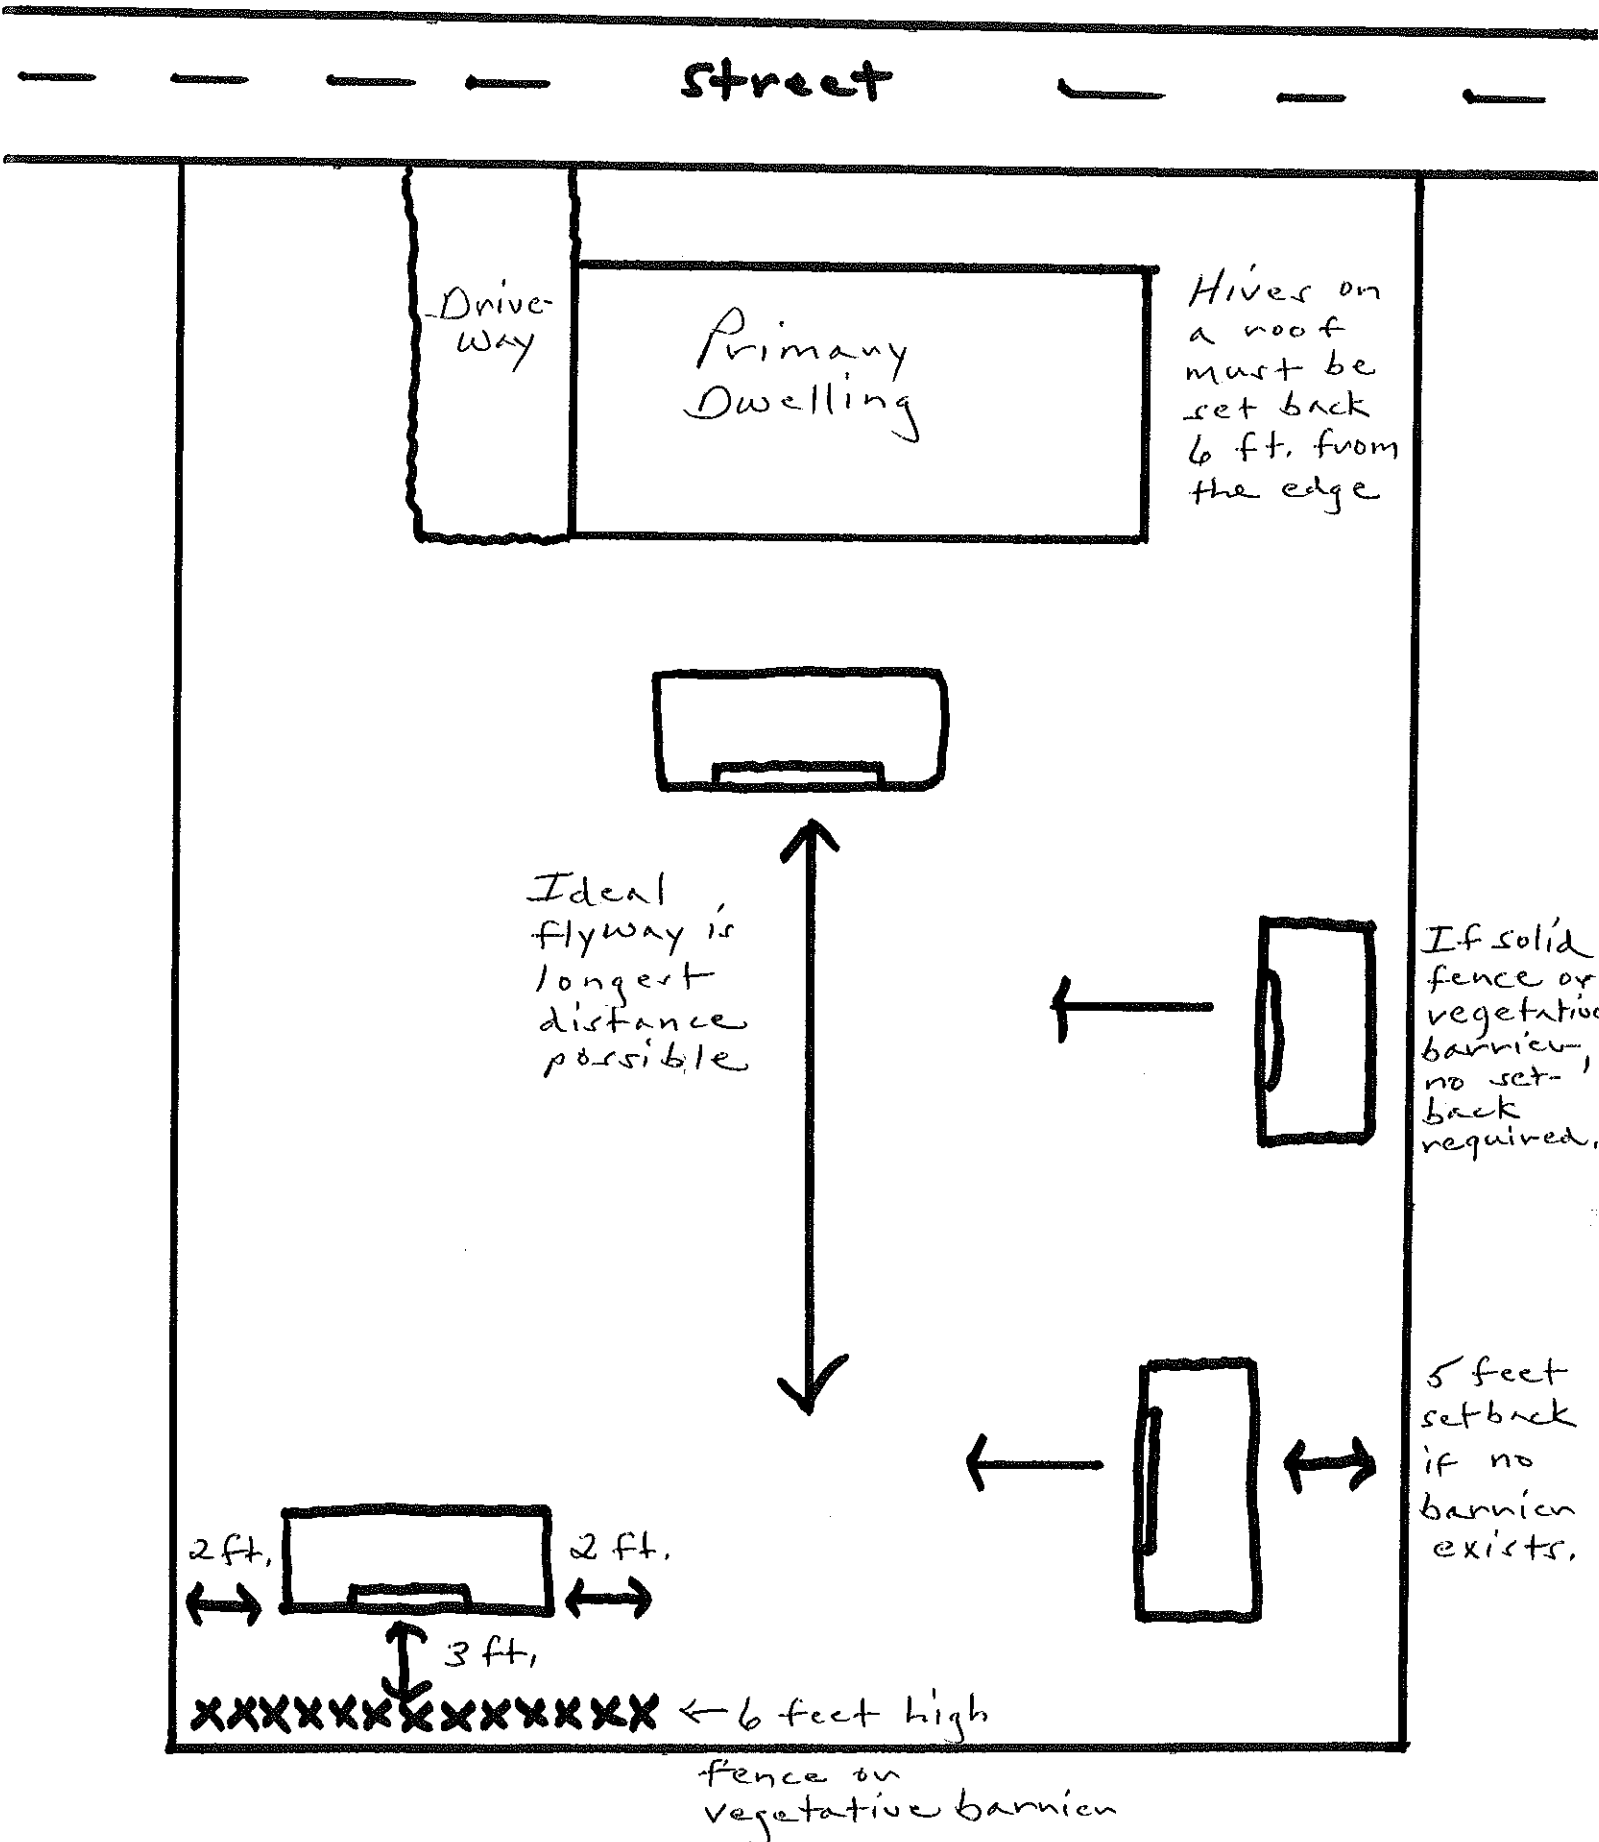 Street
Drive-
way
Primary
Dwelling
Hives on
a roof
must be
set back
6 ft. from
the edge
Ideal
flyway is
longest
distance
possible
If solid
fence or
vegetative
barrier,
no set-
back
required.
5 feet
setback
if no
barrier
exists.
2 ft.
2 ft.
3 ft.
← 6 feet high
fence or
vegetative barrier